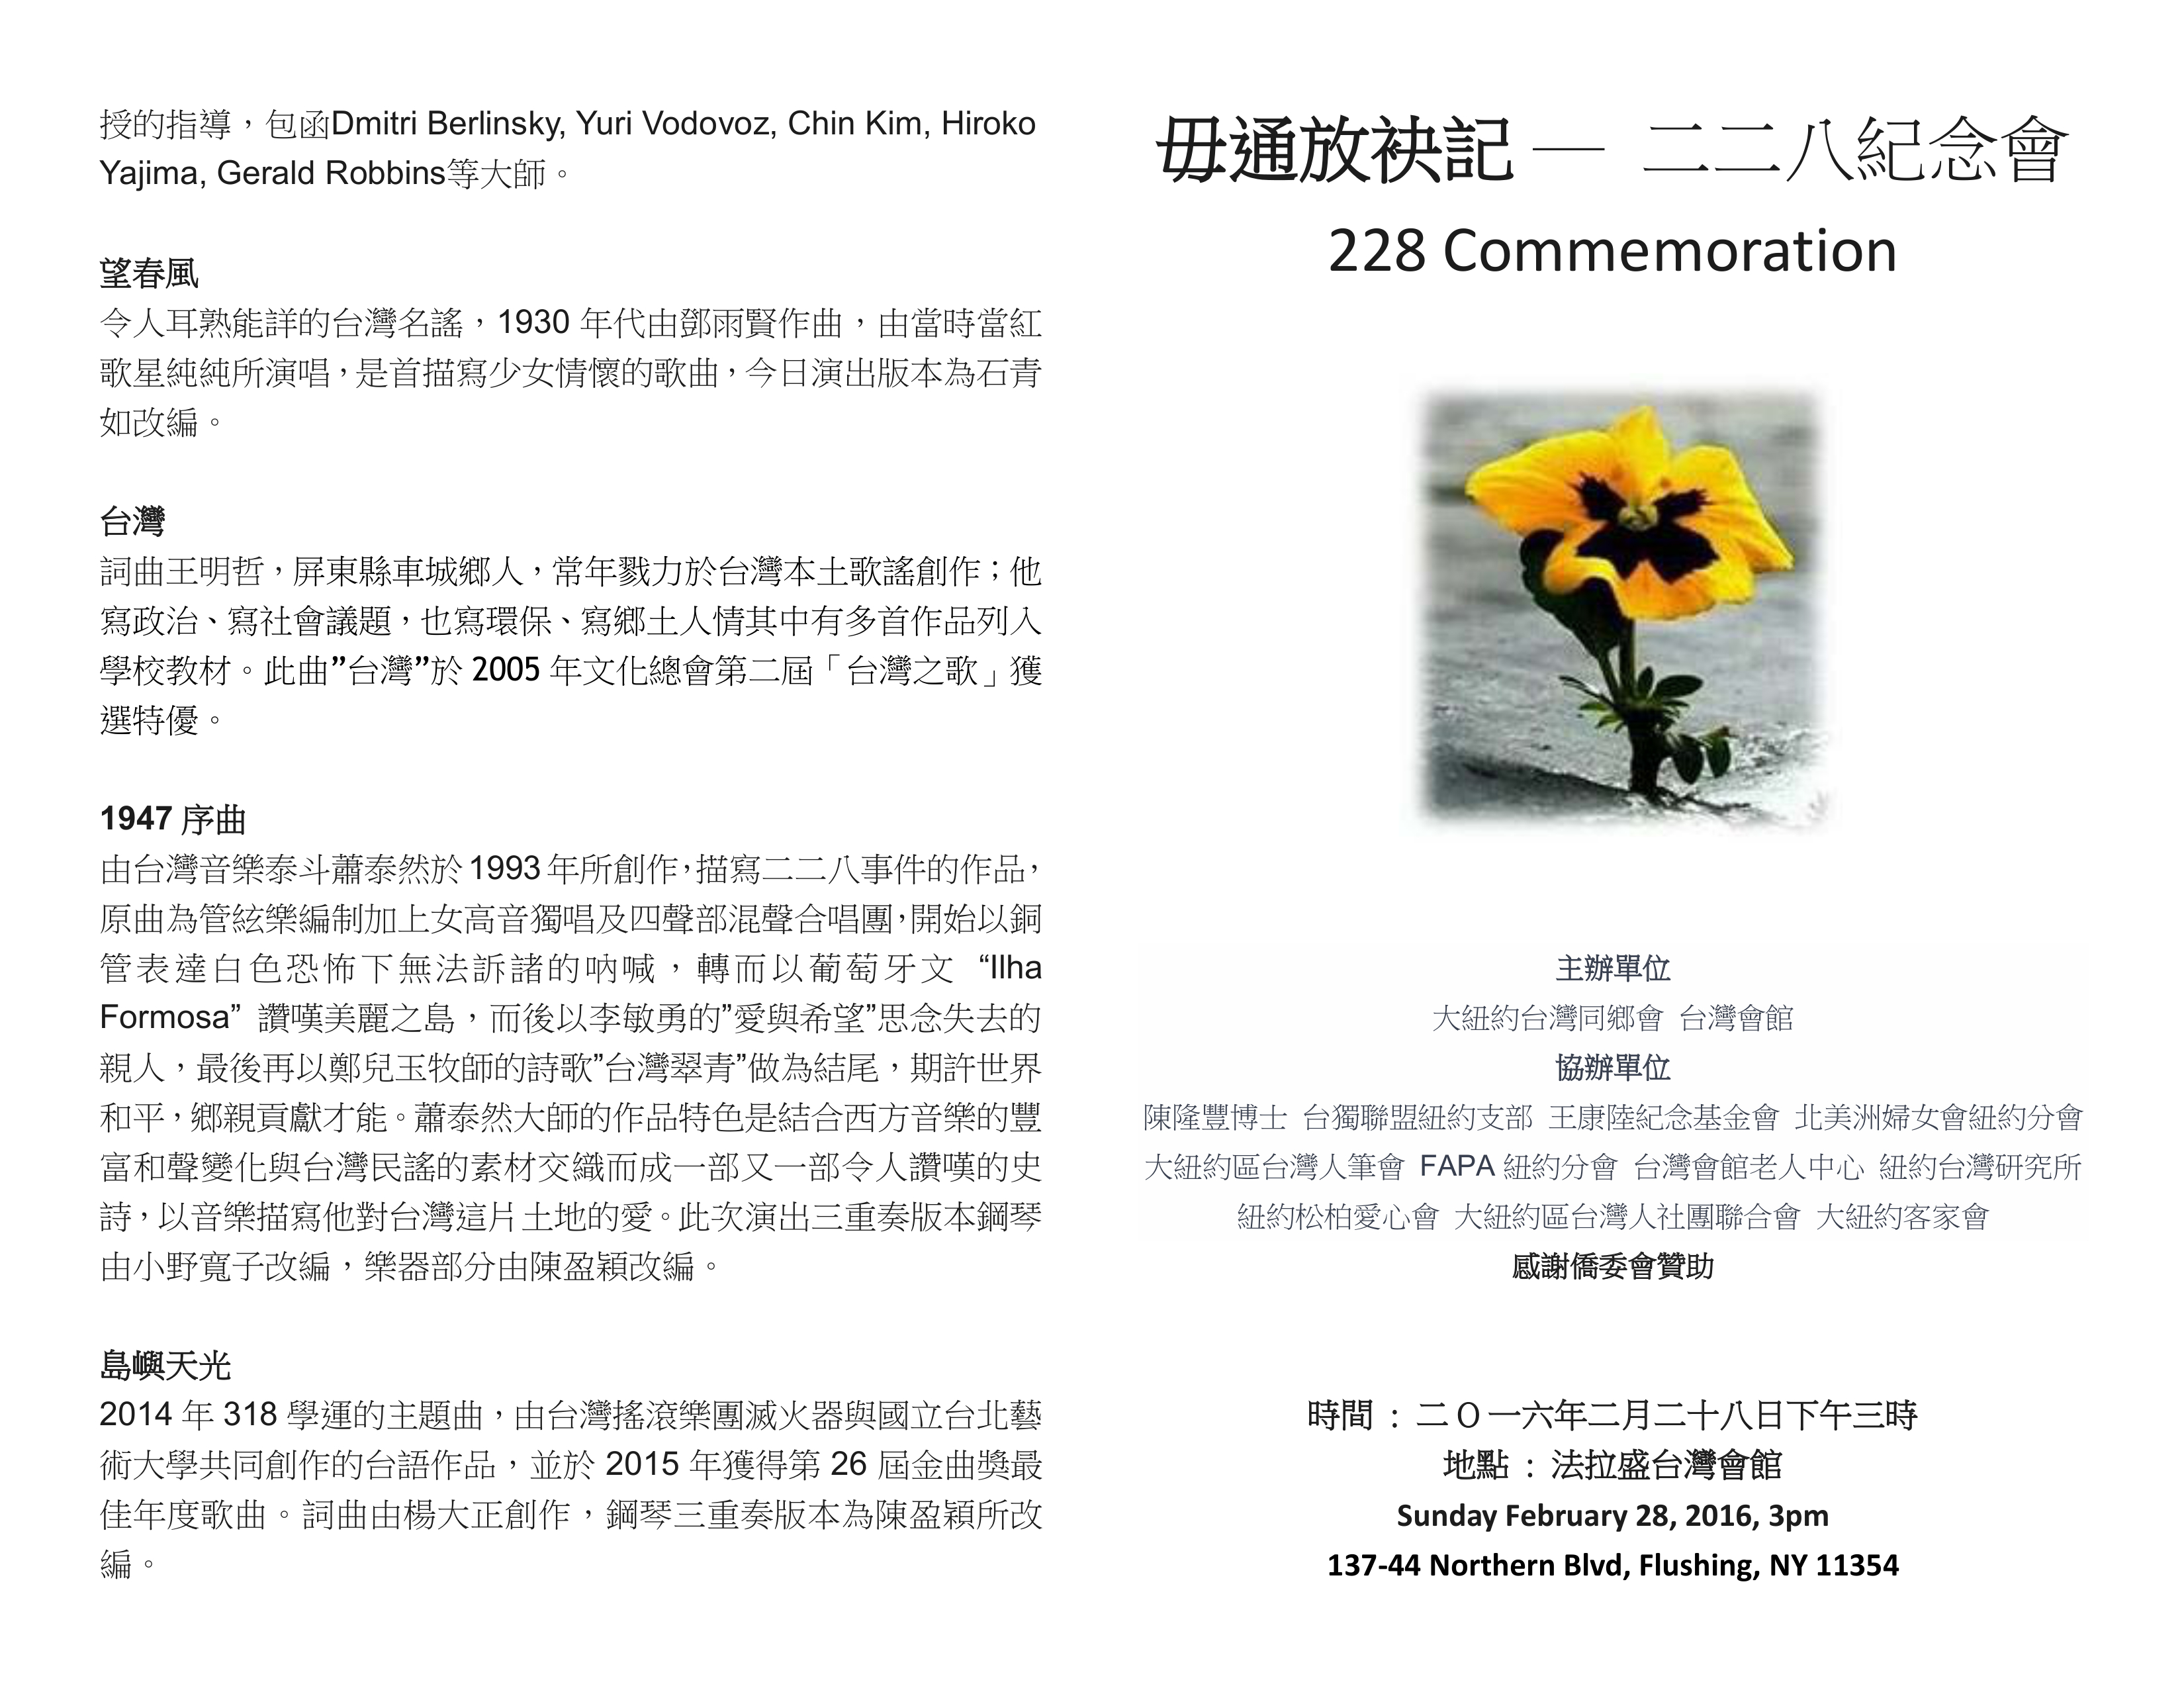 授的指導，包函Dmitri Berlinsky, Yuri Vodovoz, Chin Kim, Hiroko
Yajima, Gerald Robbins等大師。
望春風
令人耳熟能詳的台灣名謠，1930 年代由鄧雨賢作曲，由當時當紅
歌星純純所演唱，是首描寫少女情懷的歌曲，今日演出版本為石青
如改編。
台灣
詞曲王明哲，屏東縣車城鄉人，常年戮力於台灣本土歌謠創作；他
寫政治、寫社會議題，也寫環保、寫鄉土人情其中有多首作品列入
學校教材。此曲”台灣”於 2005 年文化總會第二屆「台灣之歌」獲
選特優。
1947 序曲
由台灣音樂泰斗蕭泰然於 1993 年所創作，描寫二二八事件的作品，
原曲為管絃樂編制加上女高音獨唱及四聲部混聲合唱團，開始以銅
管表達白色恐怖下無法訴諸的吶喊，轉而以葡萄牙文 “Ilha
Formosa” 讚嘆美麗之島，而後以李敏勇的”愛與希望”思念失去的
親人，最後再以鄭兒玉牧師的詩歌”台灣翠青”做為結尾，期許世界
和平，鄉親貢獻才能。蕭泰然大師的作品特色是結合西方音樂的豐
富和聲變化與台灣民謠的素材交織而成一部又一部令人讚嘆的史
詩，以音樂描寫他對台灣這片土地的愛。此次演出三重奏版本鋼琴
由小野寬子改編，樂器部分由陳盈穎改編。
島嶼天光
2014 年 318 學運的主題曲，由台灣搖滾樂團滅火器與國立台北藝
術大學共同創作的台語作品，並於 2015 年獲得第 26 屆金曲獎最
佳年度歌曲。詞曲由楊大正創作，鋼琴三重奏版本為陳盈穎所改
編。
毋通放袂記 — 二二八紀念會
228 Commemoration
主辦單位
大紐約台灣同鄉會 台灣會館
協辦單位
陳隆豐博士 台獨聯盟紐約支部 王康陸紀念基金會 北美洲婦女會紐約分會
大紐約區台灣人筆會 FAPA 紐約分會 台灣會館老人中心 紐約台灣研究所
紐約松柏愛心會 大紐約區台灣人社團聯合會 大紐約客家會
感謝僑委會贊助
時間 : 二 O 一六年二月二十八日下午三時
地點 : 法拉盛台灣會館
Sunday February 28, 2016, 3pm
137-44 Northern Blvd, Flushing, NY 11354